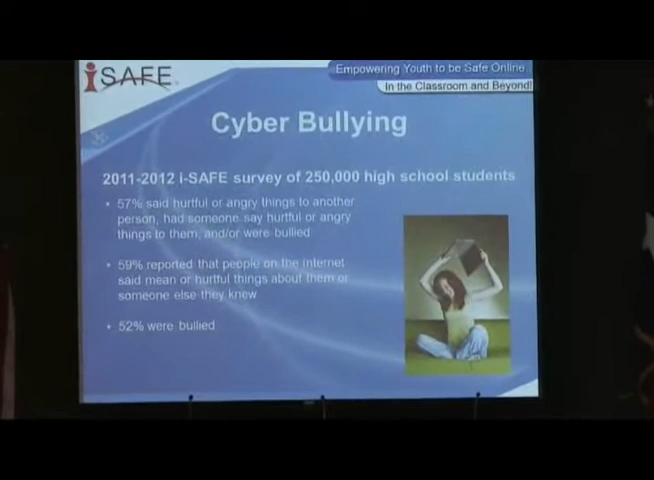 iSAFE
Empowering Youth to be Safe Online
In the Classroom and Beyond!
Cyber Bullying
2011-2012 i-SAFE survey of 250,000 high school students
• 57% said hurtful or angry things to another
person, had someone say hurtful or angry
things to them, and/or were bullied
• 59% reported that people on the internet
said mean or hurtful things about them or
someone else they knew
• 52% were bullied